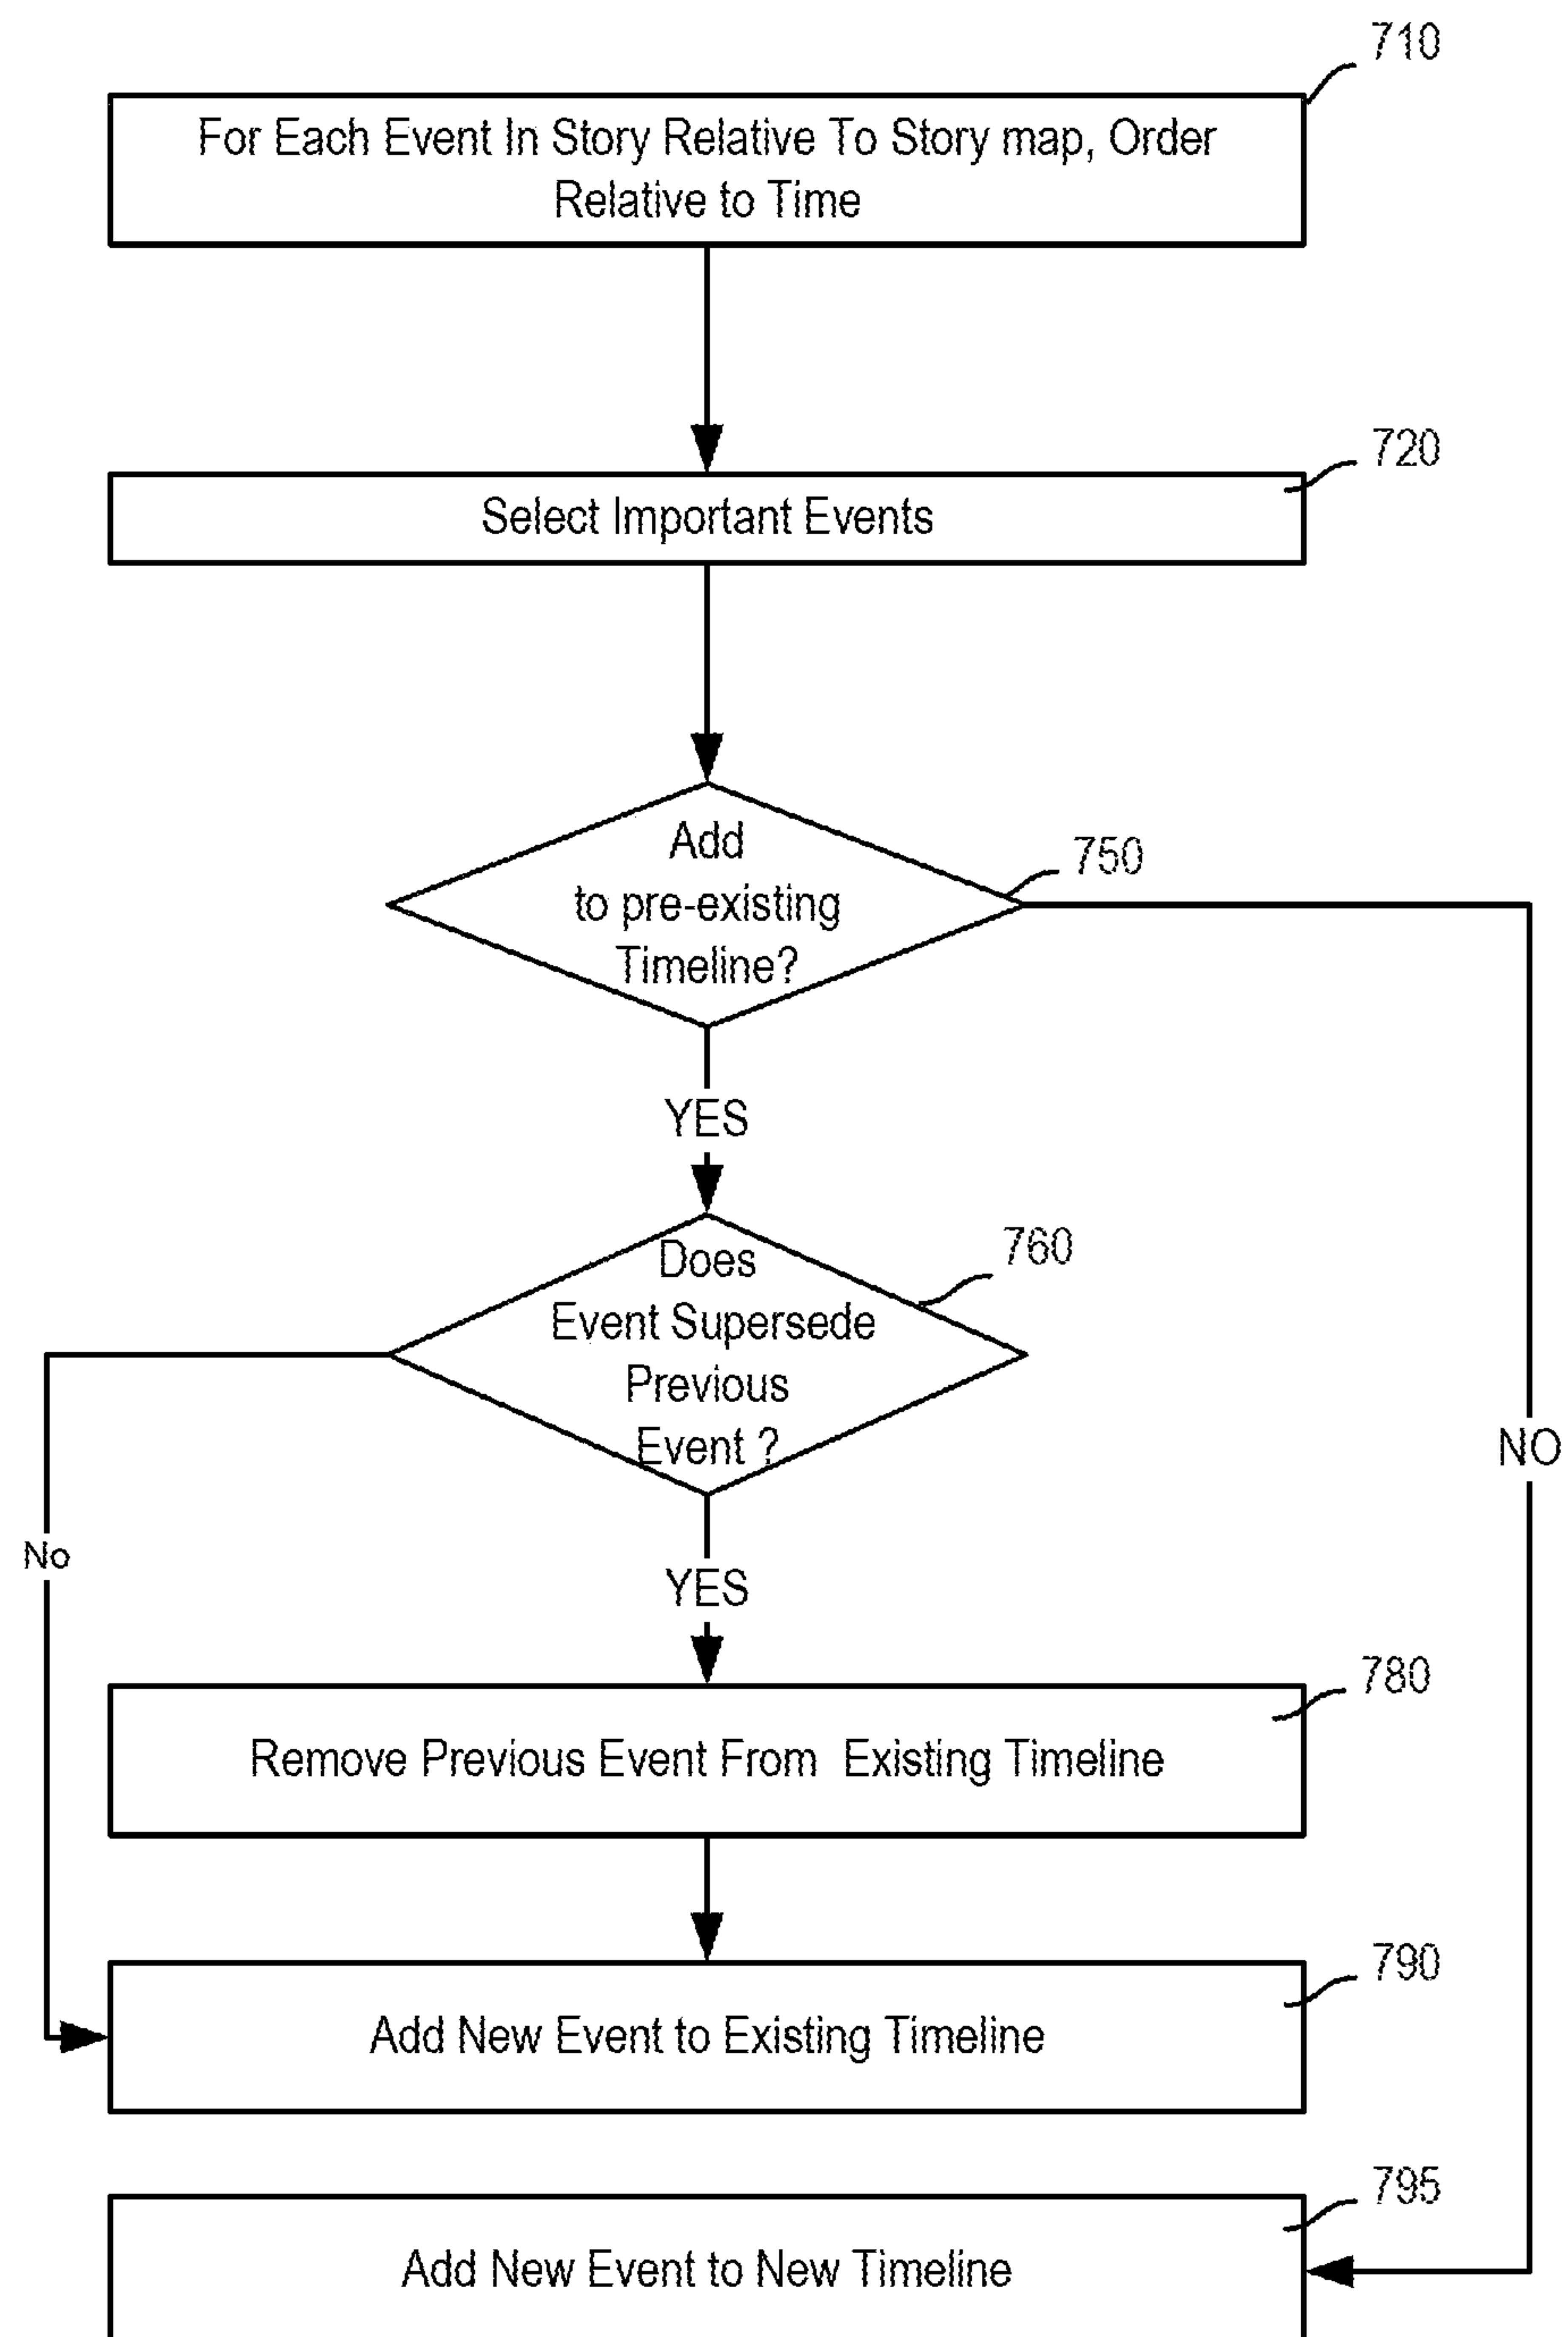 710
For Each Event In Story Relative To Story map, Order
Relative to Time
720
Select Important Events
750
Add
to pre-existing
Timeline?
YES
760
Does
Event Supersede
Previous
Event ?
NO
No
YES
780
Remove Previous Event From Existing Timeline
790
Add New Event to Existing Timeline
795
Add New Event to New Timeline